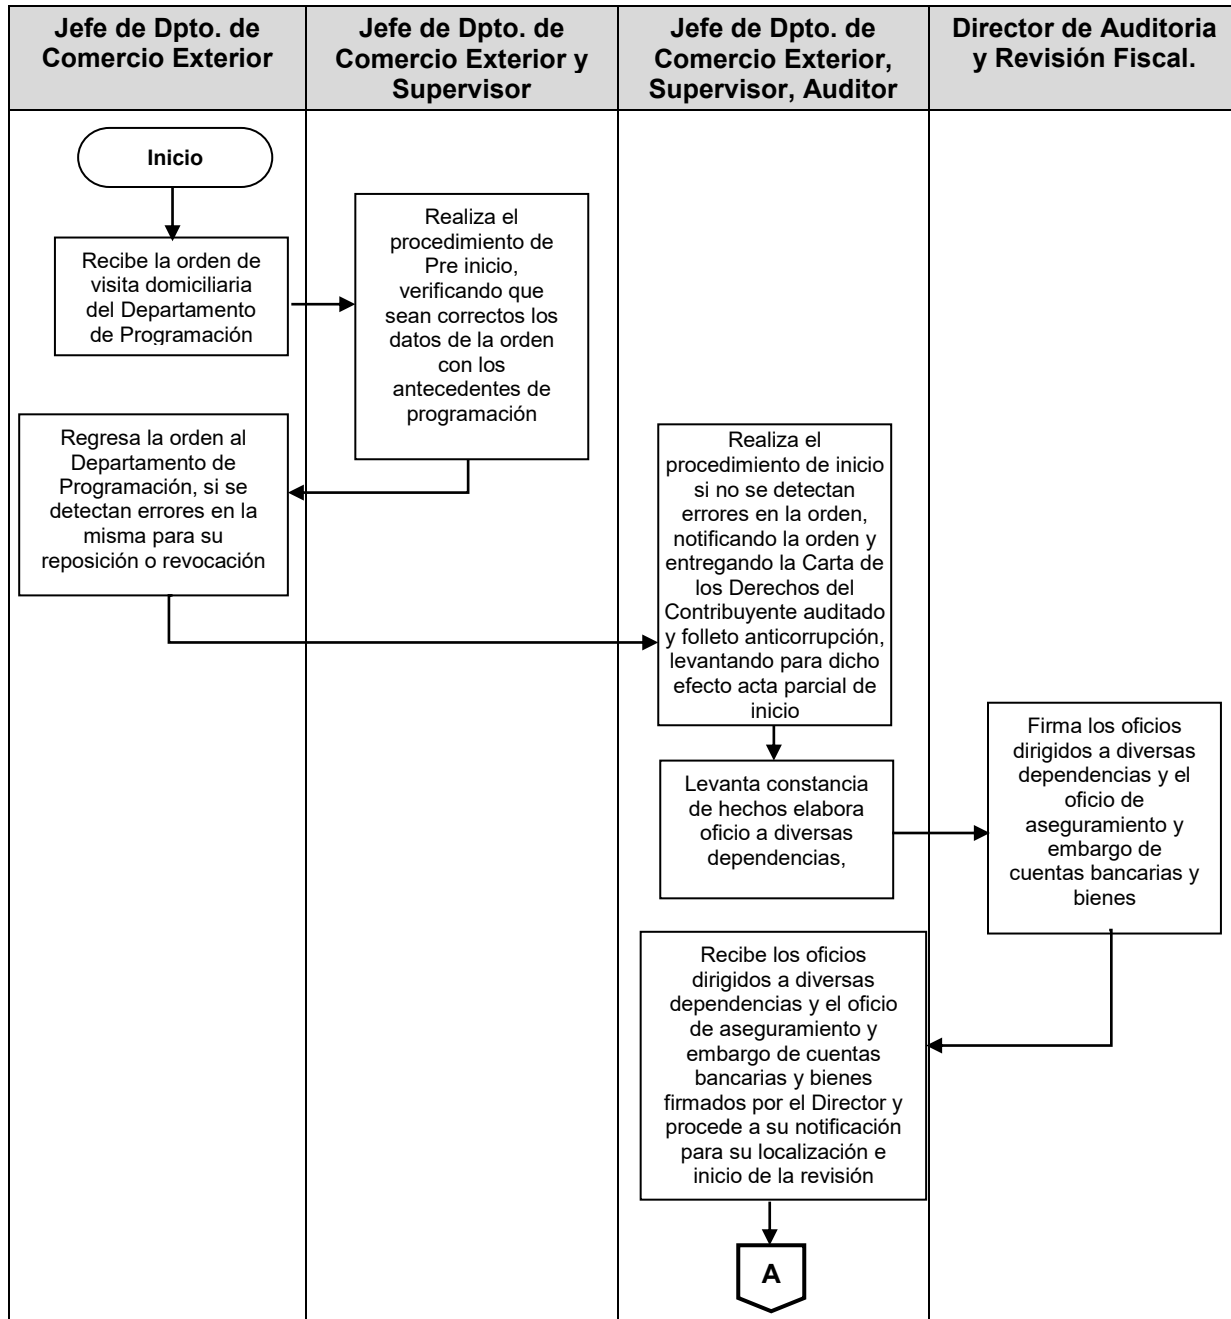 Jefe de Dpto. de
Comercio Exterior
Jefe de Dpto. de
Comercio Exterior y
Supervisor
Jefe de Dpto. de
Comercio Exterior,
Supervisor, Auditor
Director de Auditoria
y Revisión Fiscal.
Inicio
Recibe la orden de
visita domiciliaria
del Departamento
de Programación
Realiza el
procedimiento de
Pre inicio,
verificando que
sean correctos los
datos de la orden
con los
antecedentes de
programación
Regresa la orden al
Departamento de
Programación, si se
detectan errores en la
misma para su
reposición o revocación
Realiza el
procedimiento de inicio
si no se detectan
errores en la orden,
notificando la orden y
entregando la Carta de
los Derechos del
Contribuyente auditado
y folleto anticorrupción,
levantando para dicho
efecto acta parcial de
inicio
Levanta constancia
de hechos elabora
oficio a diversas
dependencias,
Firma los oficios
dirigidos a diversas
dependencias y el
oficio de
aseguramiento y
embargo de
cuentas bancarias y
bienes
Recibe los oficios
dirigidos a diversas
dependencias y el oficio
de aseguramiento y
embargo de cuentas
bancarias y bienes
firmados por el Director y
procede a su notificación
para su localización e
inicio de la revisión
A